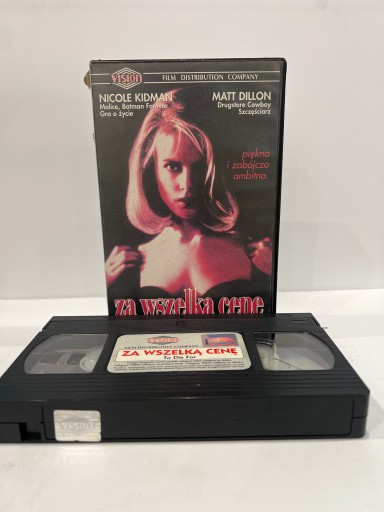 VISION
FILM DISTRIBUTION COMPANY
NICOLE KIDMAN
Malice, Batman Forever
Gra o życie
MATT DILLON
Drugstore Cowboy
Szczęściarz
piękna
i zabójczo
ambitna.
za wszelką cenę
VISION
FILM DISTRIBUTION COMPANY
ZA WSZELKĄ CENĘ
To Die For